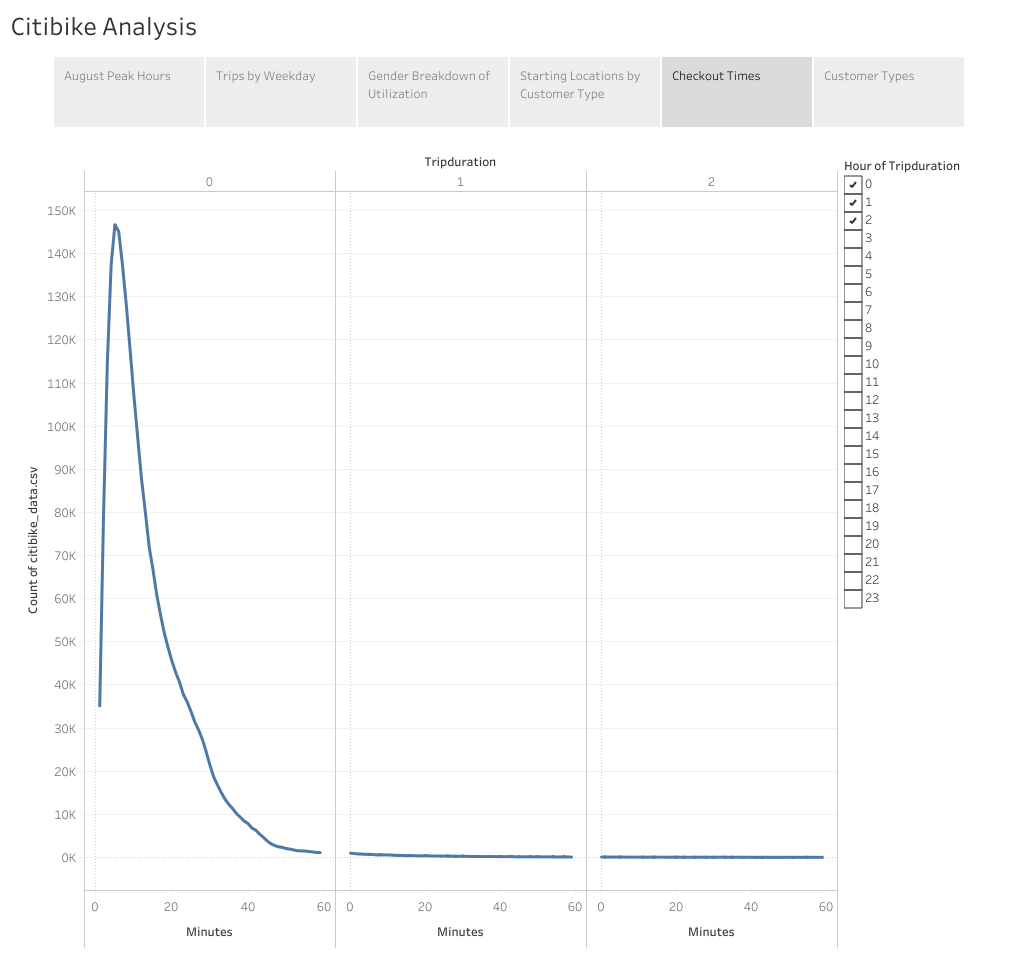 Citibike Analysis
August Peak Hours
Trips by Weekday
Gender Breakdown of
Utilization
Starting Locations by
Customer Type
Checkout Times
Customer Types
Tripduration
0
1
2
Count of citibike_data.csv
150K
140K
130K
120K
110K
100K
90K
80K
70K
60K
50K
40K
30K
20K
10K
0K
0 20 40 60
0 20 40 60
0 20 40 60
Minutes
Minutes
Minutes
Hour of Tripduration
0
1
2
3
4
5
6
7
8
9
10
11
12
13
14
15
16
17
18
19
20
21
22
23